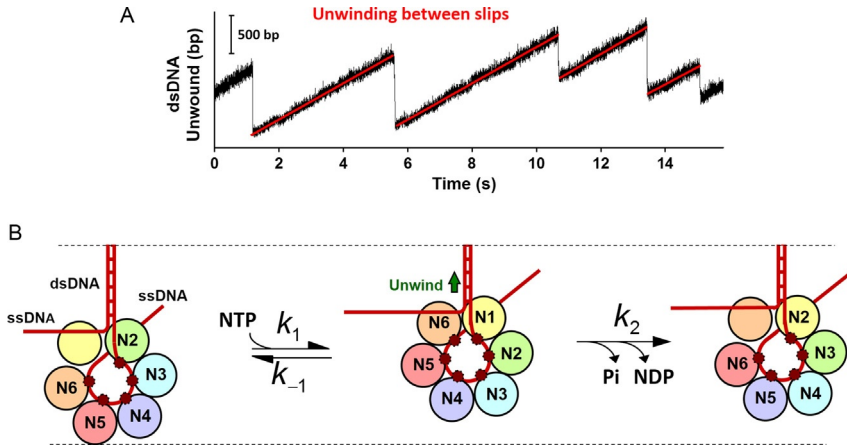 A
Unwinding between slips
500 bp
dsDNA
Unwound (bp)
0 2 4 6 8 10 12 14
Time (s)
B
dsDNA
ssDNA
ssDNA
N2
N3
N4
N5
N6
NTP
k1
k−1
Unwind
N6
N1
N2
N3
N4
N5
k2
Pi
NDP
N2
N3
N4
N5
N6